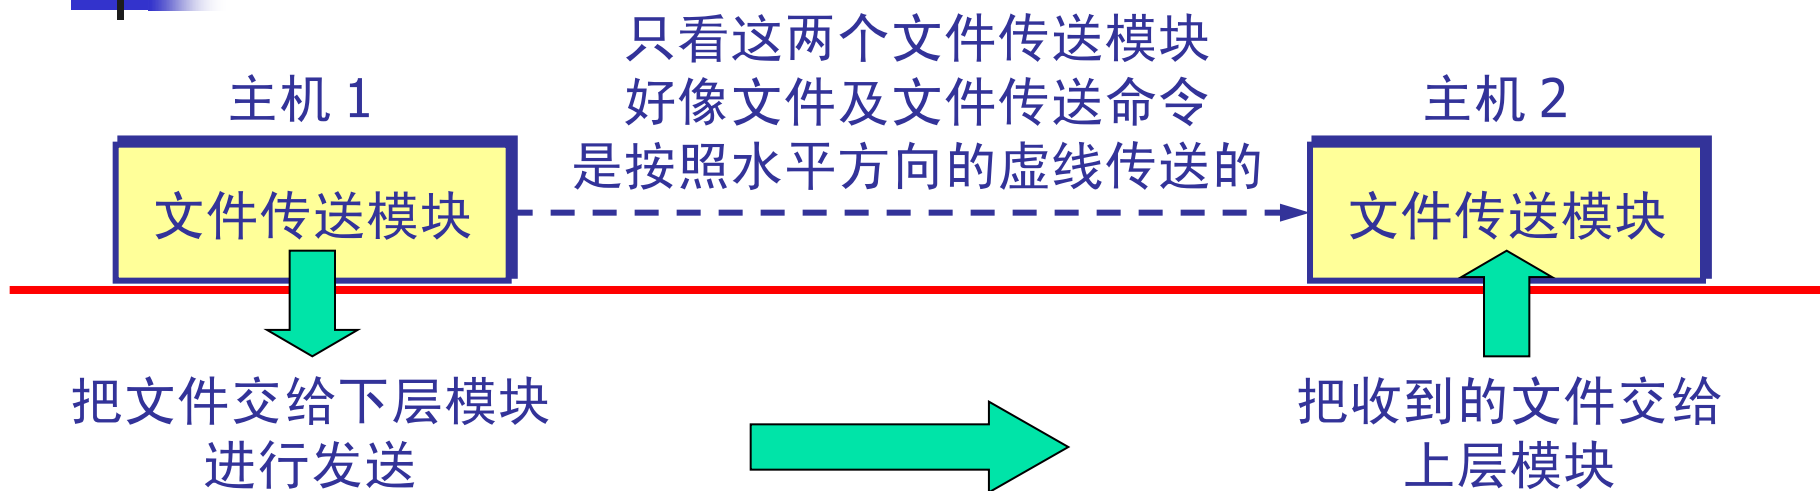 只看这两个文件传送模块
好像文件及文件传送命令
是按照水平方向的虚线传送的
主机 1
主机 2
文件传送模块
文件传送模块
把文件交给下层模块
进行发送
把收到的文件交给
上层模块